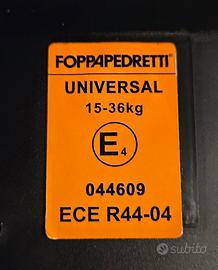 FOPPAPEDRETTI®
UNIVERSAL
15-36kg
E4
044609
ECE R44-04
subito